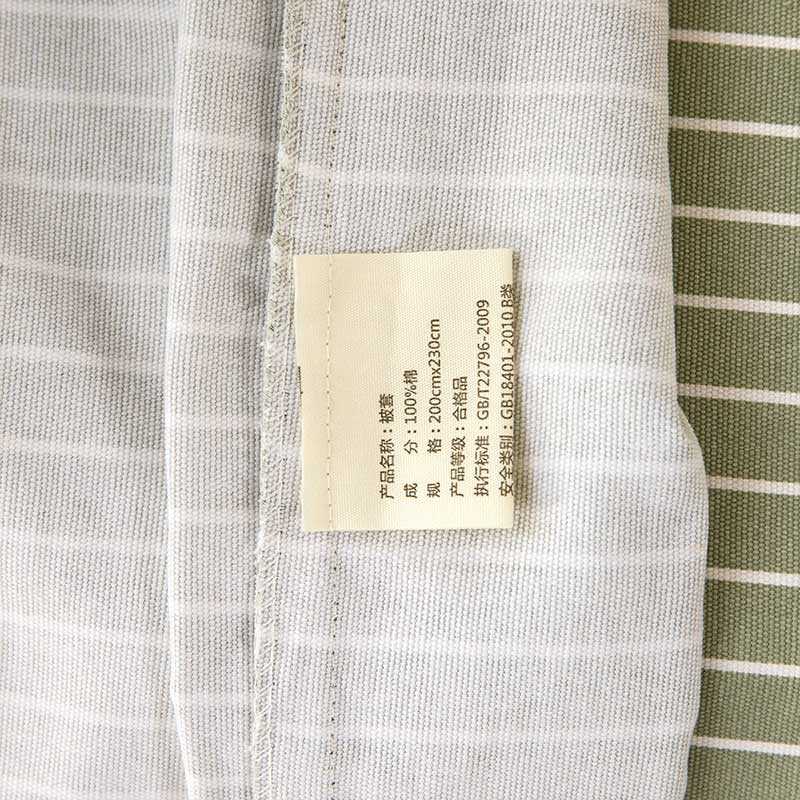 产品名称：被套
成 分：100%棉
规 格：200cmx230cm
产品等级：合格品
执行标准：GB/T22796-2009
安全类别：GB18401-2010 B类